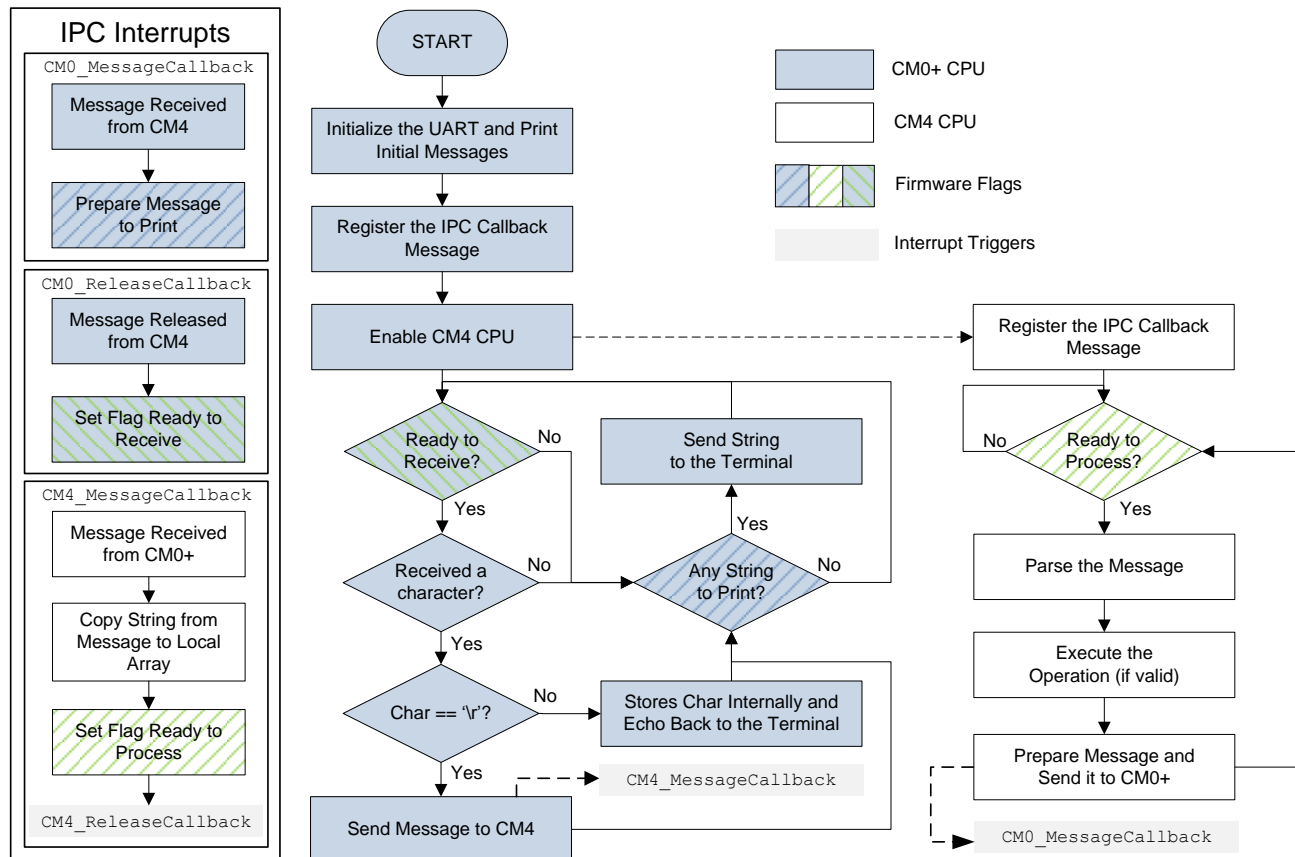 IPC Interrupts
CM0_MessageCallback
Message Received
from CM4
Prepare Message
to Print
CM0_ReleaseCallback
Message Released
from CM4
Set Flag Ready to
Receive
CM4_MessageCallback
Message Received
from CM0+
Copy String from
Message to Local
Array
Set Flag Ready to
Process
CM4_ReleaseCallback
START
Initialize the UART and Print
Initial Messages
Register the IPC Callback
Message
Enable CM4 CPU
Ready to
Receive?
No
Yes
Received a
character?
No
Yes
Char == ‘\r’?
No
Yes
Send Message to CM4
Send String
to the Terminal
Yes
Any String
to Print?
No
Stores Char Internally and
Echo Back to the Terminal
CM4_MessageCallback
CM0+ CPU
CM4 CPU
Firmware Flags
Interrupt Triggers
Register the IPC Callback
Message
No
Ready to
Process?
Yes
Parse the Message
Execute the
Operation (if valid)
Prepare Message and
Send it to CM0+
CM0_MessageCallback